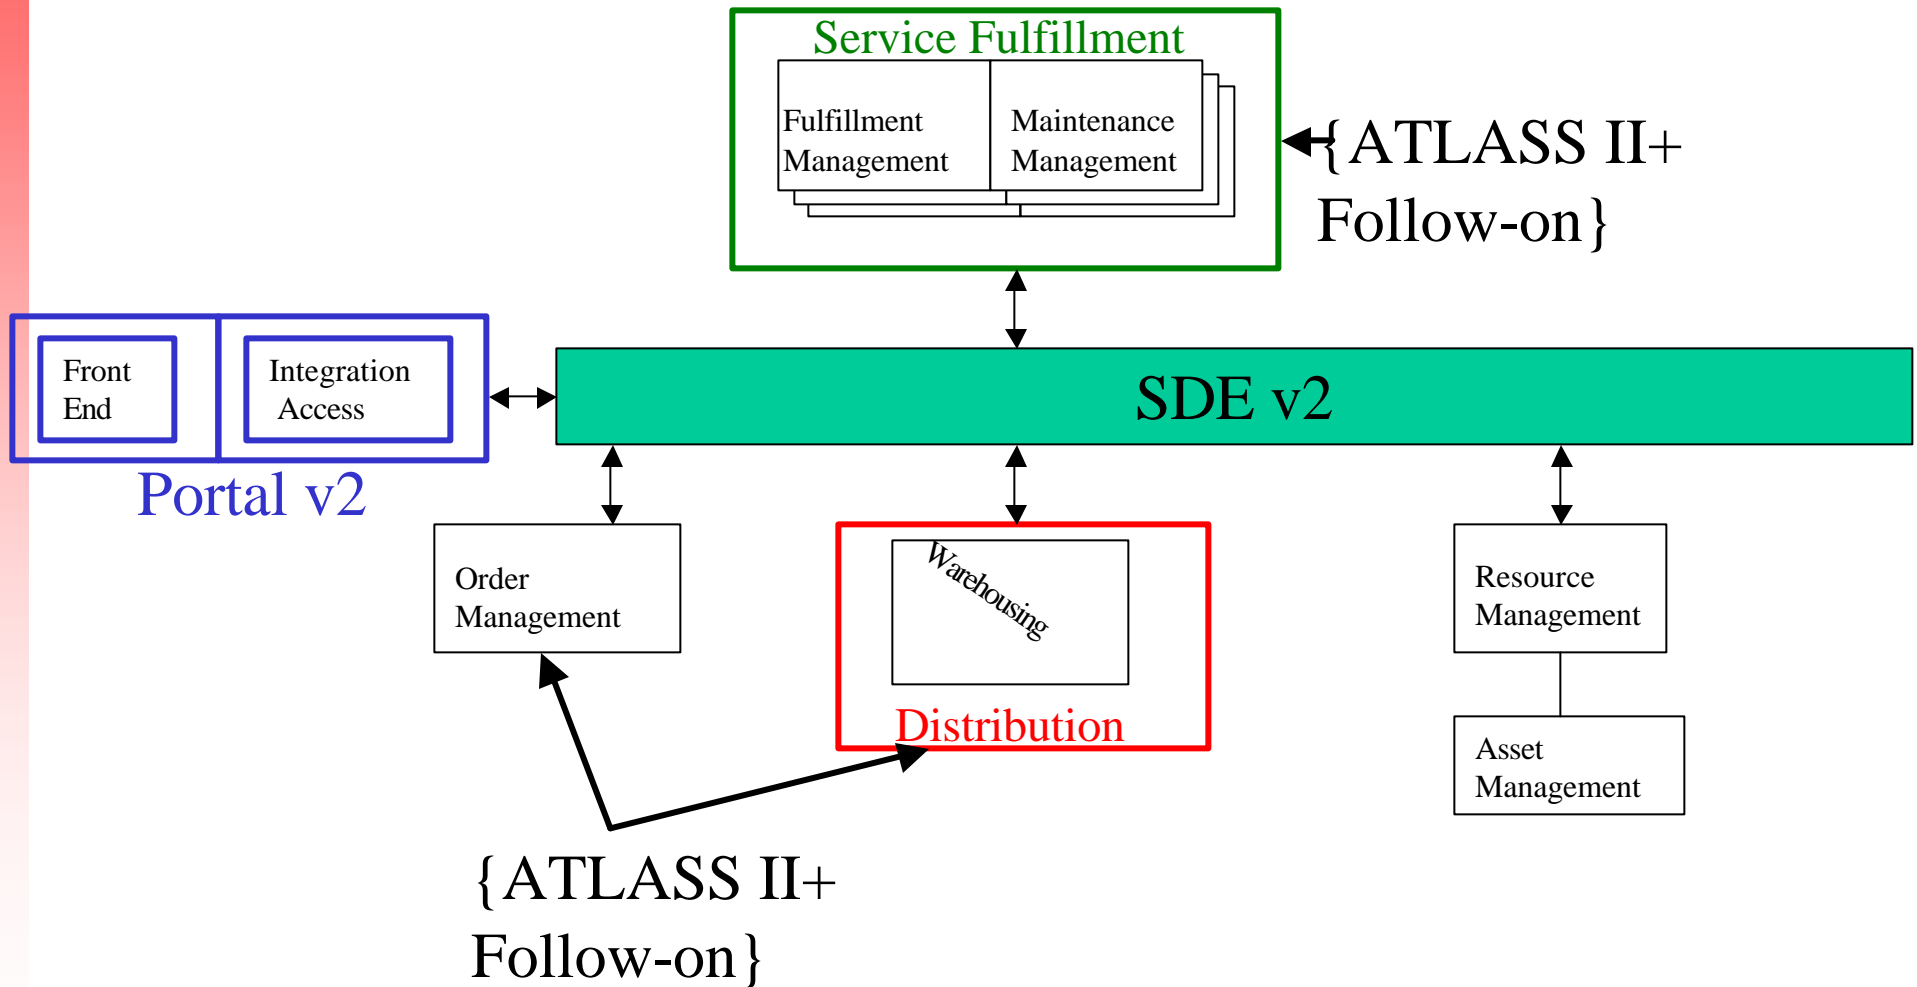 Service Fulfillment
Fulfillment
Management
Maintenance
Management
{ATLASS II+
Follow-on}
Front
End
Integration
Access
SDE v2
Portal v2
Order
Management
Warehousing
Distribution
Resource
Management
Asset
Management
{ATLASS II+
Follow-on}